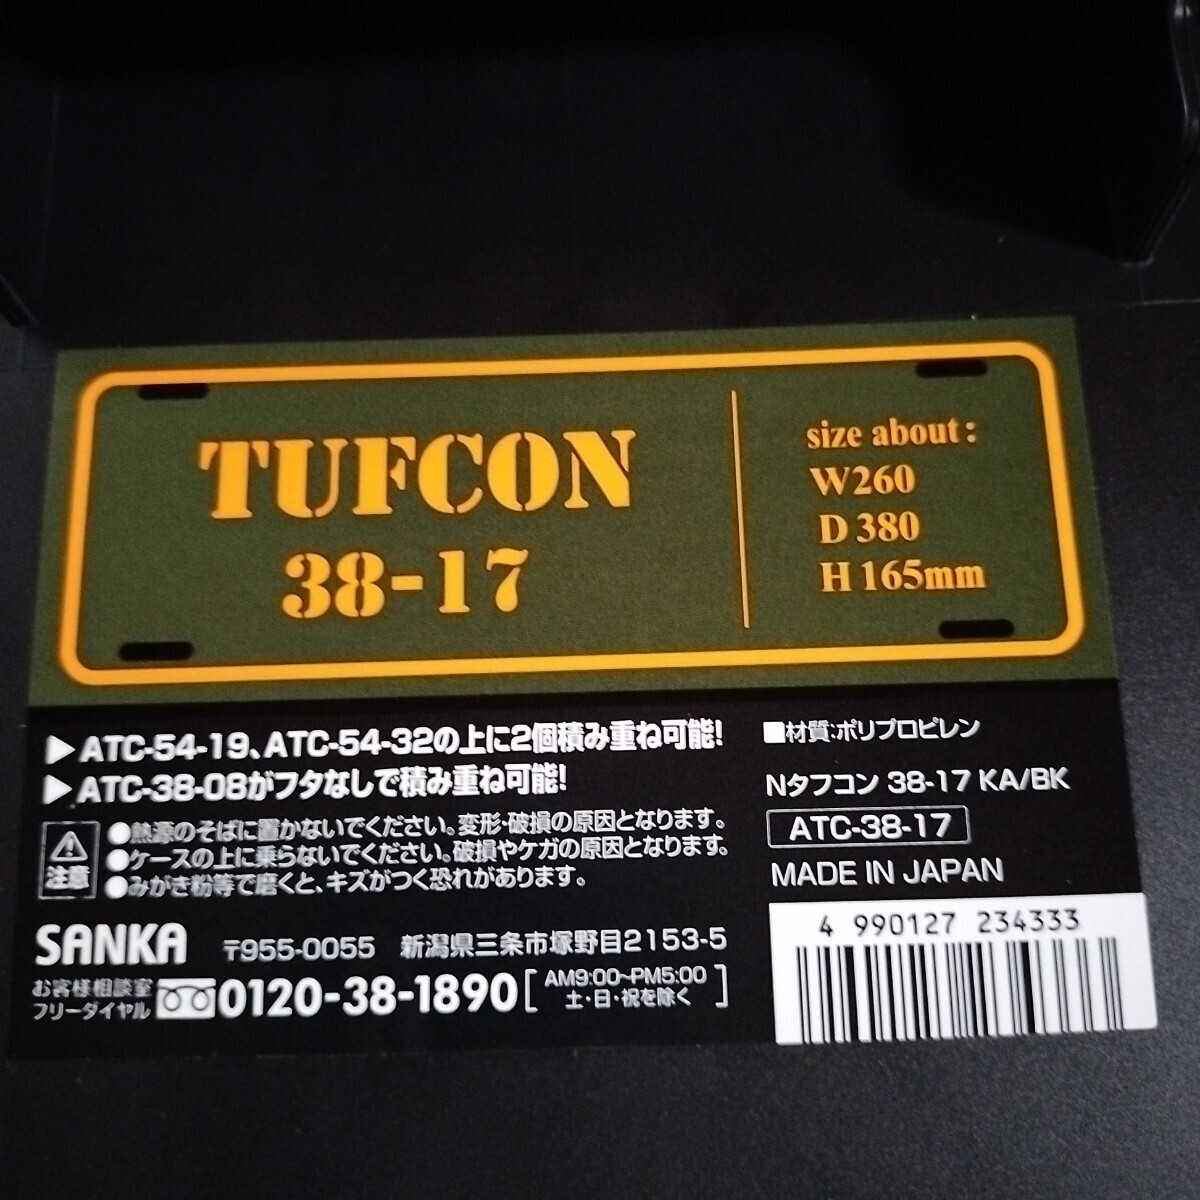 TUFCON
38-17
size about:
W260
D 380
H 165mm
▶ATC-54-19、ATC-54-32の上に2個積み重ね可能!
▶ATC-38-08がフタなしで積み重ね可能!
注意
●熱源のそばに置かないでください。変形・破損の原因となります。
●ケースの上に乗らないでください。破損やケガの原因となります。
●みがき粉等で磨くと、キズがつく恐れがあります。
SANKA 〒955-0055 新潟県三条市塚野目2153-5
お客様相談室
フリーダイヤル
0120-38-1890
[AM9:00~PM5:00
土・日・祝を除く]
■材質:ポリプロピレン
Nタフコン 38-17 KA/BK
ATC-38-17
MADE IN JAPAN
4 990127 234333